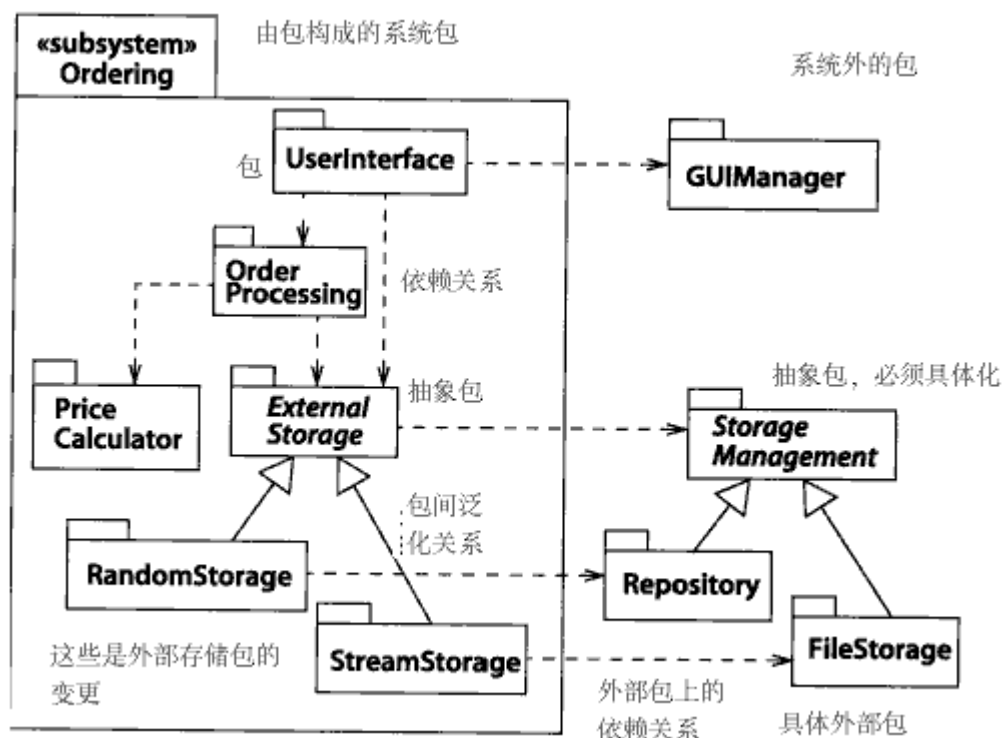 «subsystem»
Ordering
由包构成的系统包
系统外的包
包
UserInterface
GUIManager
Order
Processing
依赖关系
Price
Calculator
External
Storage
抽象包
抽象包，必须具体化
Storage
Management
包间泛
化关系
RandomStorage
Repository
StreamStorage
FileStorage
这些是外部存储包的
变更
外部包上的
依赖关系
具体外部包